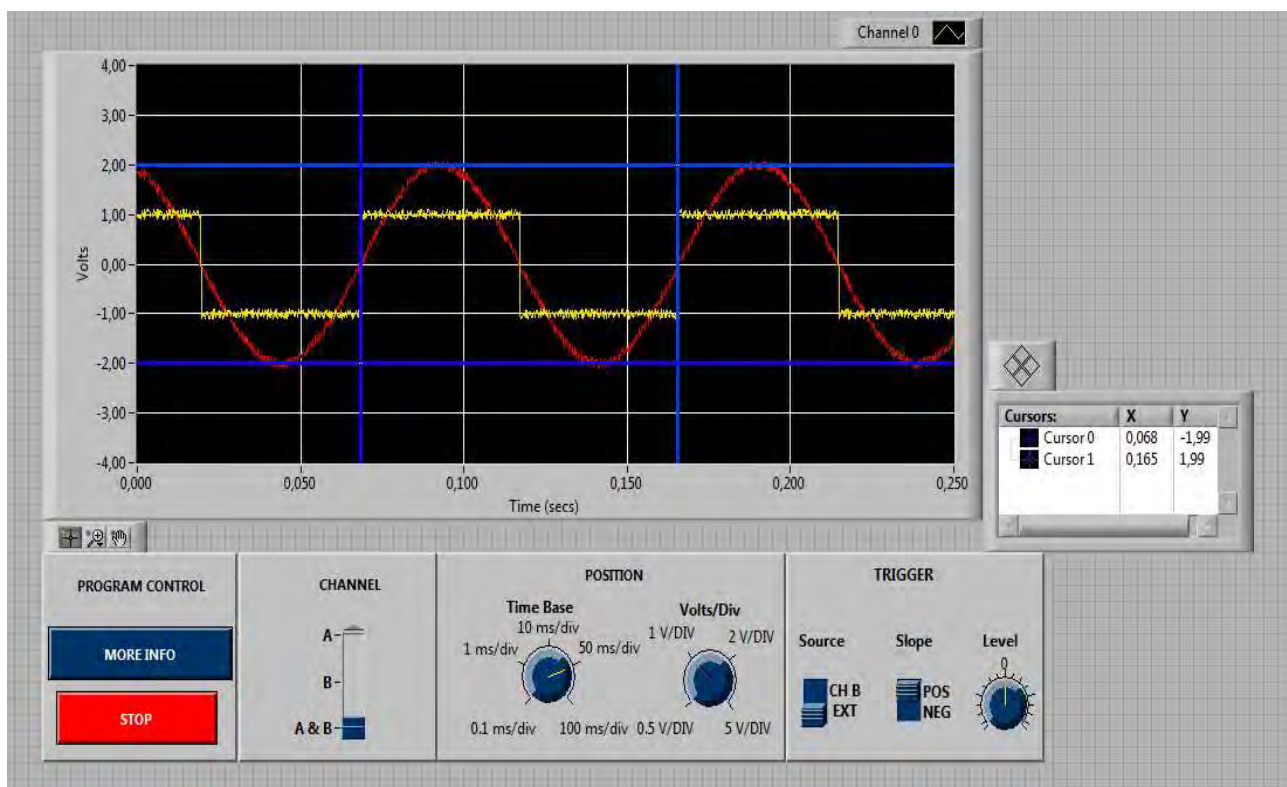 Channel 0
4,00
3,00
2,00
1,00
0,00
-1,00
-2,00
-3,00
-4,00
Volts
0,000 0,050 0,100 0,150 0,200 0,250
Time (secs)
Cursors: X Y
Cursor 0 0,068 -1,99
Cursor 1 0,165 1,99
PROGRAM CONTROL
MORE INFO
STOP
CHANNEL
A
B
A & B
POSITION
Time Base
10 ms/div
1 ms/div 50 ms/div
0.1 ms/div 100 ms/div
Volts/Div
1 V/DIV 2 V/DIV
0.5 V/DIV 5 V/DIV
TRIGGER
Source
CH B
EXT
Slope
POS
NEG
Level
0